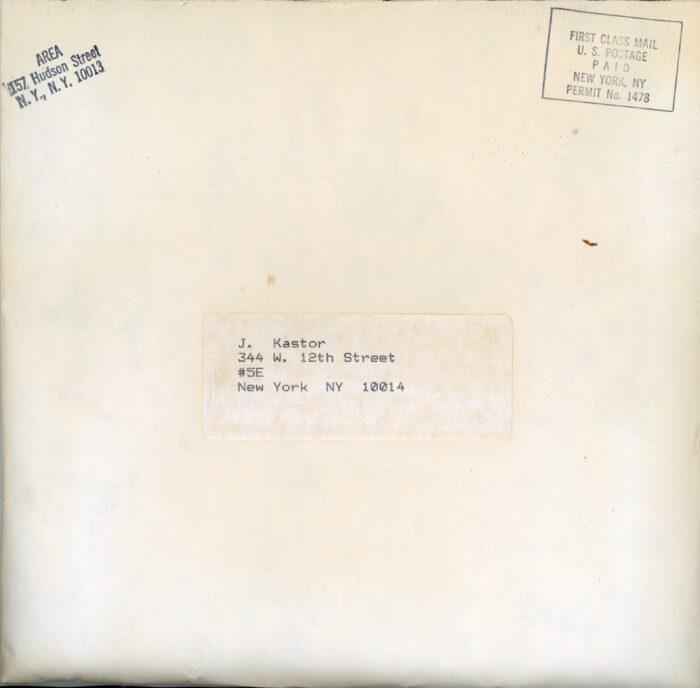 AREA
157 Hudson Street
N.Y., N.Y. 10013
FIRST CLASS MAIL
U. S. POSTAGE
P A I D
NEW YORK, NY
PERMIT No. 1478
J. Kastor
344 W. 12th Street
#5E
New York NY 10014